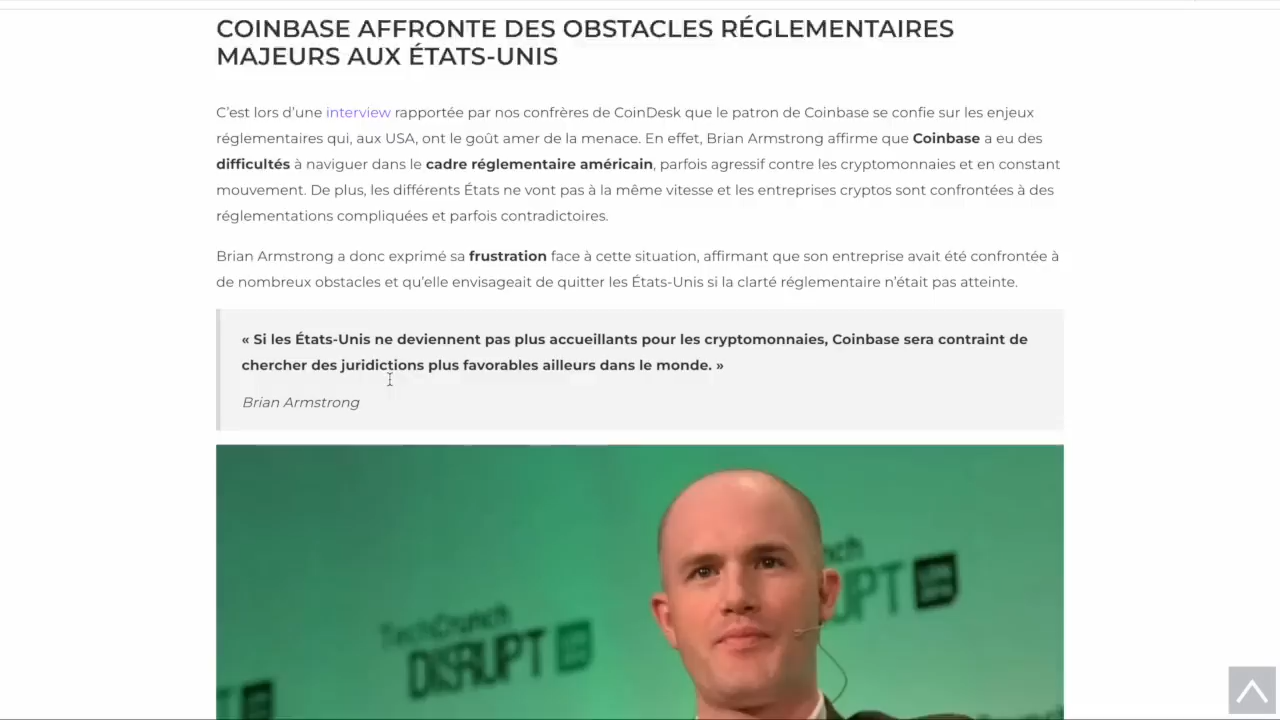 COINBASE AFFRONTE DES OBSTACLES RÉGLEMENTAIRES
MAJEURS AUX ÉTATS-UNIS
C'est lors d'une interview rapportée par nos confrères de CoinDesk que le patron de Coinbase se confie sur les enjeux
réglementaires qui, aux USA, ont le goût amer de la menace. En effet, Brian Armstrong affirme que Coinbase a eu des
difficultés à naviguer dans le cadre réglementaire américain, parfois agressif contre les cryptomonnaies et en constant
mouvement. De plus, les différents États ne vont pas à la même vitesse et les entreprises cryptos sont confrontées à des
réglementations compliquées et parfois contradictoires.
Brian Armstrong a donc exprimé sa frustration face à cette situation, affirmant que son entreprise avait été confrontée à
de nombreux obstacles et qu'elle envisageait de quitter les États-Unis si la clarté réglementaire n'était pas atteinte.
« Si les États-Unis ne deviennent pas plus accueillants pour les cryptomonnaies, Coinbase sera contraint de
chercher des juridictions plus favorables ailleurs dans le monde. »
Brian Armstrong
TechCrunch
DISRUPT